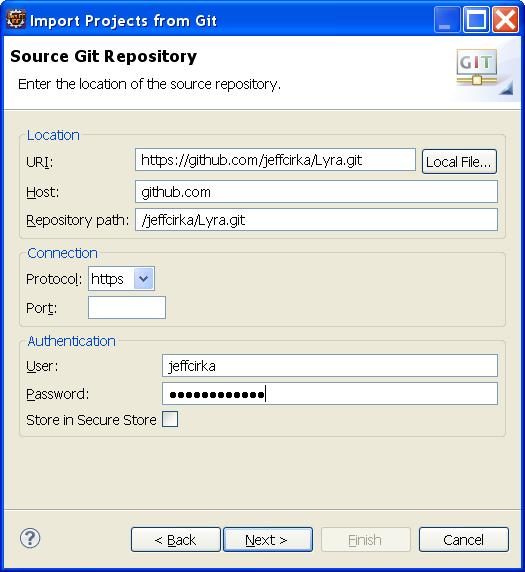 Import Projects from Git
Source Git Repository
Enter the location of the source repository.
GIT
Location
URI:
https://github.com/jeffcirka/Lyra.git
Local File...
Host:
github.com
Repository path:
/jeffcirka/Lyra.git
Connection
Protocol:
https
Port:
Authentication
User:
jeffcirka
Password:
●●●●●●●●●●●●
Store in Secure Store
?
< Back
Next >
Finish
Cancel